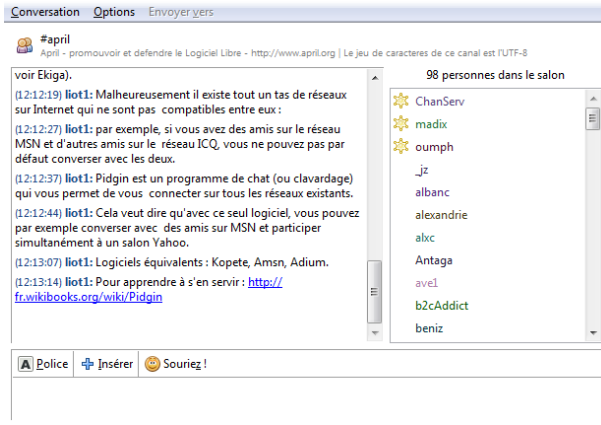 Conversation Options Envoyer vers
#april
April - promouvoir et defendre le Logiciel Libre - http://www.april.org | Le jeu de caracteres de ce canal est l'UTF-8
voir Ekiga).
(12:12:19) liot1: Malheureusement il existe tout un tas de réseaux
sur Internet qui ne sont pas compatibles entre eux :
(12:12:27) liot1: par exemple, si vous avez des amis sur le réseau
MSN et d'autres amis sur le réseau ICQ, vous ne pouvez pas par
défaut converser avec les deux.
(12:12:37) liot1: Pidgin est un programme de chat (ou clavardage)
qui vous permet de vous connecter sur tous les réseaux existants.
(12:12:44) liot1: Cela veut dire qu'avec ce seul logiciel, vous pouvez
par exemple converser avec des amis sur MSN et participer
simultanément à un salon Yahoo.
(12:13:07) liot1: Logiciels équivalents : Kopete, Amsn, Adium.
(12:13:14) liot1: Pour apprendre à s'en servir : http://
fr.wikibooks.org/wiki/Pidgin
98 personnes dans le salon
ChanServ
madix
oumph
_jz
albanc
alexandrie
alxc
Antaga
ave1
b2cAddict
beniz
A Police Insérer Souriez !